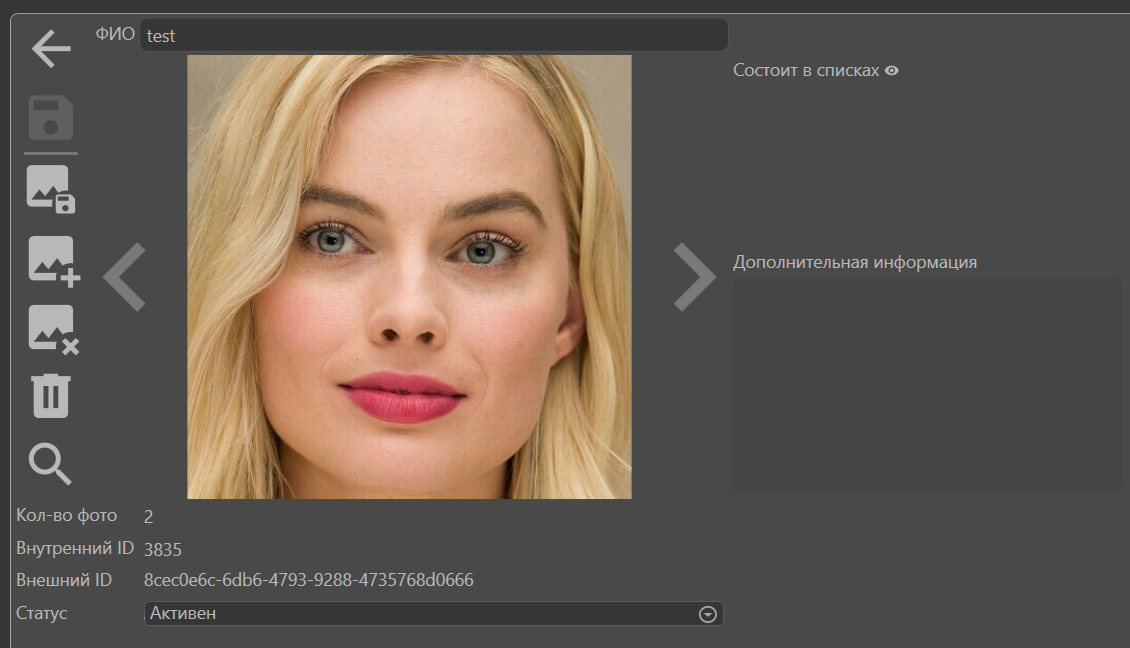 ФИО test
Состоит в списках
Дополнительная информация
Кол-во фото 2
Внутренний ID 3835
Внешний ID 8cec0e6c-6db6-4793-9288-4735768d0666
Статус Активен